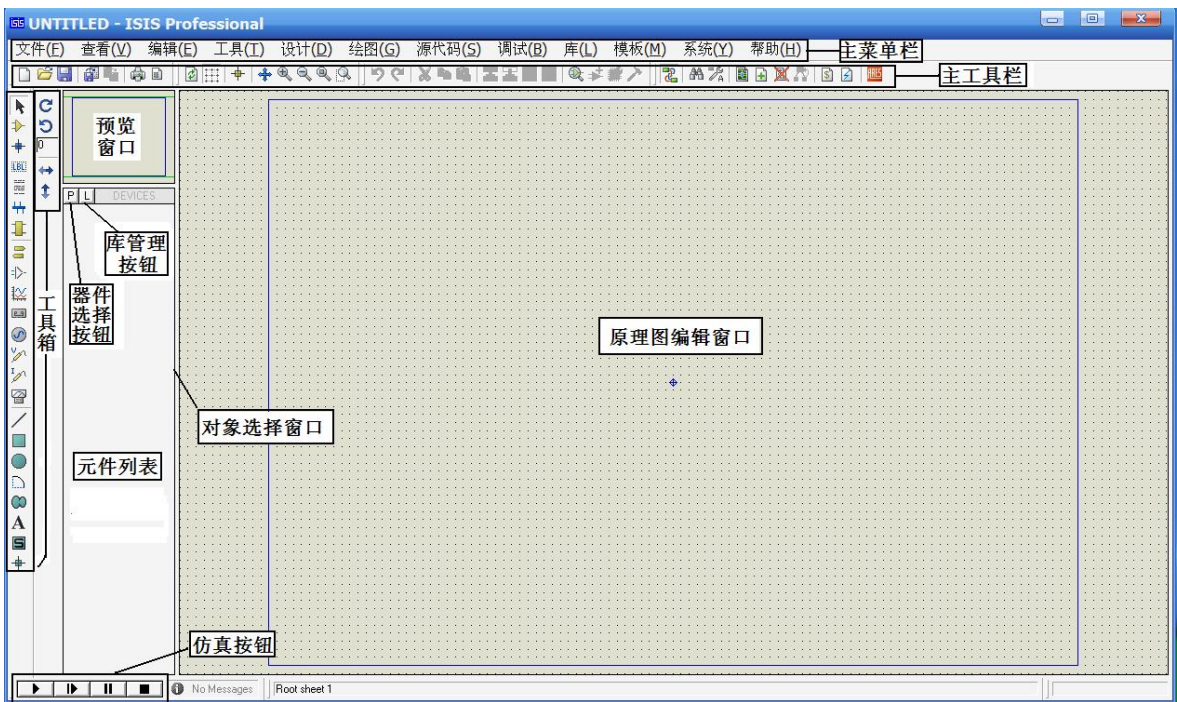 ISIS UNTITLED - ISIS Professional
文件(F) 查看(V) 编辑(E) 工具(T) 设计(D) 绘图(G) 源代码(S) 调试(B) 库(L) 模板(M) 系统(Y) 帮助(H) 主菜单栏
主工具栏
预览
窗口
0
LBL
P L DEVICES
库管理
按钮
器件
选择
按钮
工具箱
原理图编辑窗口
对象选择窗口
元件列表
A
S
仿真按钮
No Messages Root sheet 1